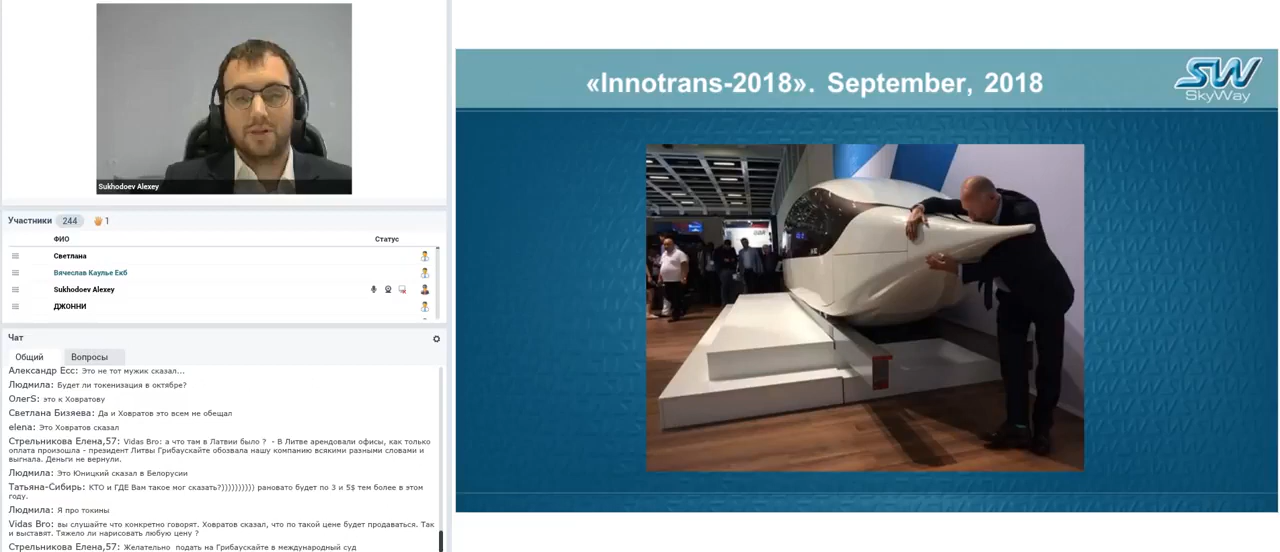 Sukhodoev Alexey
Участники 244 1
ФИО Статус
Светлана
Вячеслав Каулье Екб
Sukhodoev Alexey
ДЖОННИ
Чат
Общий Вопросы
Александр Есс: Это не тот мужик сказал...
Людмила: Будет ли токенизация в октябре?
ОлегS: это к Ховратову
Светлана Бизяева: Да и Ховратов это всем не обещал
elena: Это Ховратов сказал
Стрельникова Елена,57: Vidas Bro: а что там в Латвии было ? - В Литве арендовали офисы, как только
оплата произошла - президент Литвы Грибаускайте обозвала нашу компанию всякими разными словами и
выгнала. Деньги не вернули.
Людмила: Это Юницкий сказал в Белорусии
Татьяна-Сибирь: КТО и ГДЕ Вам такое мог сказать?)))))))))) рановато будет по 3 и 5$ тем более в этом
году.
Людмила: Я про токины
Vidas Bro: вы слушайте что конкретно говорят. Ховратов сказал, что по такой цене будет продаваться. Так
и выставят. Тяжело ли нарисовать любую цену ?
Стрельникова Елена,57: Желательно подать на Грибаускайте в международный суд
«Innotrans-2018». September, 2018
SW
SkyWay